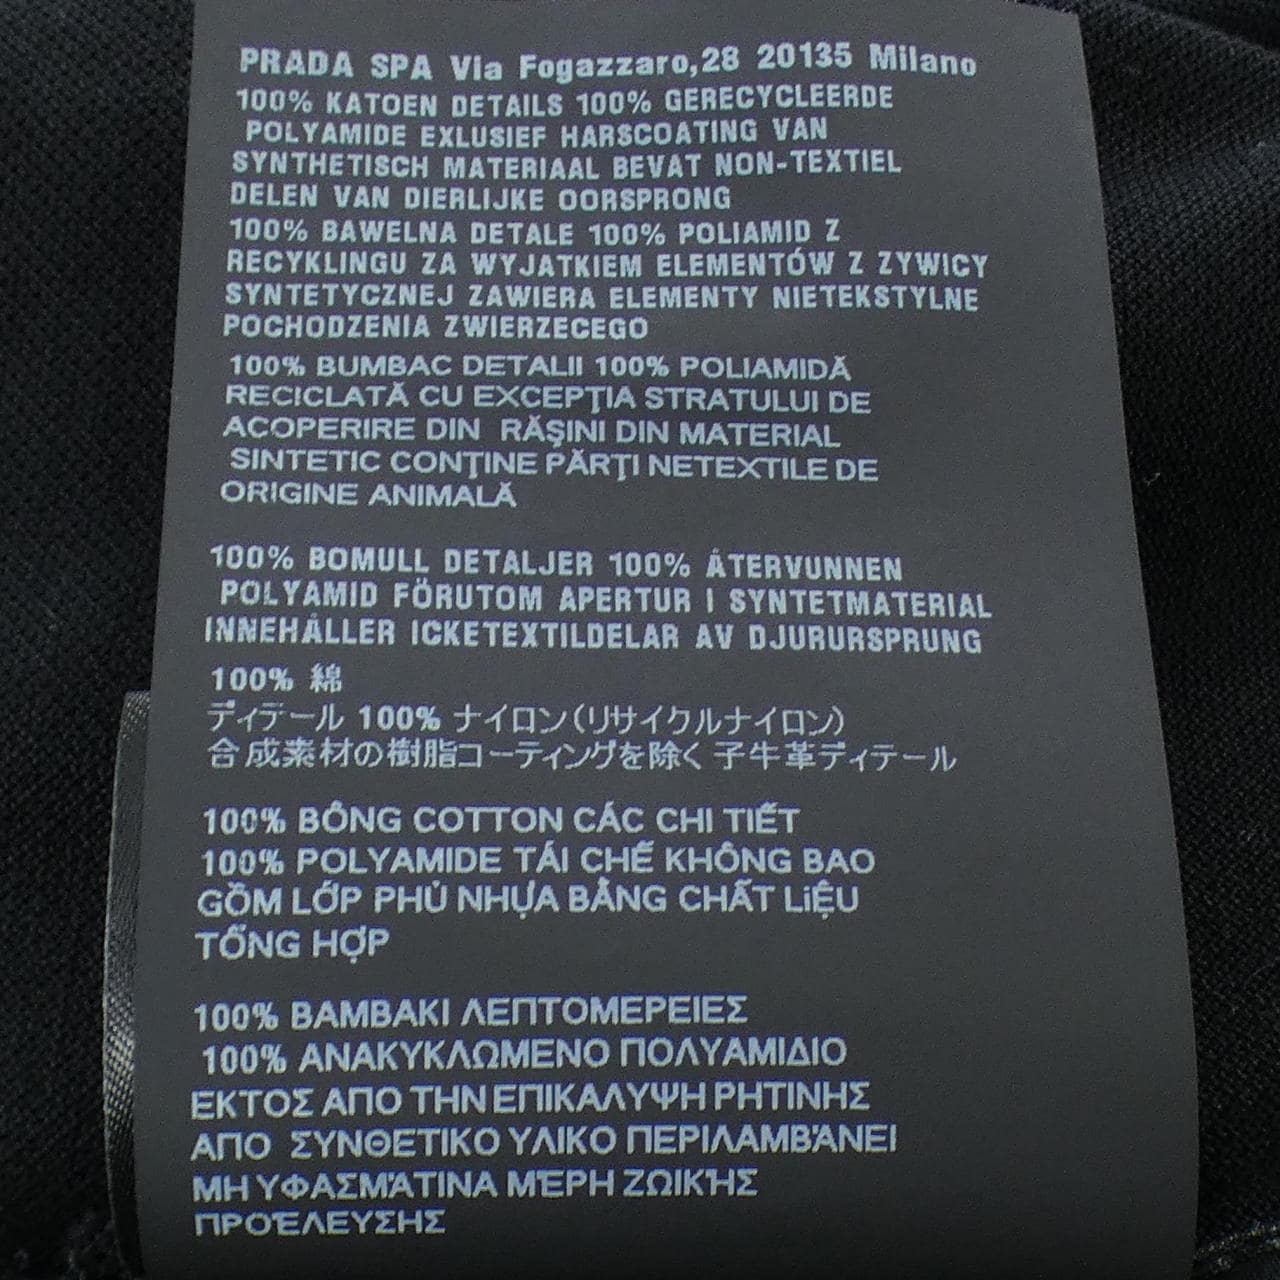 PRADA SPA Via Fogazzaro,28 20135 Milano
100% KATOEN DETAILS 100% GERECYCLEERDE
POLYAMIDE EXLUSIEF HARSCOATING VAN
SYNTHETISCH MATERIAAL BEVAT NON-TEXTIEL
DELEN VAN DIERLIJKE OORSPRONG
100% BAWELNA DETALE 100% POLIAMID Z
RECYKLINGU ZA WYJATKIEM ELEMENTÓW Z ZYWICY
SYNTETYCZNEJ ZAWIERA ELEMENTY NIETEKSTYLNE
POCHODZENIA ZWIERZECEGO
100% BUMBAC DETALII 100% POLIAMIDĂ
RECICLATĂ CU EXCEPŢIA STRATULUI DE
ACOPERIRE DIN RĂŞINI DIN MATERIAL
SINTETIC CONŢINE PĂRŢI NETEXTILE DE
ORIGINE ANIMALĂ
100% BOMULL DETALJER 100% ÅTERVUNNEN
POLYAMID FÖRUTOM APERTUR I SYNTETMATERIAL
INNEHÅLLER ICKETEXTILDELAR AV DJURURSPRUNG
100% 綿
ディテール 100% ナイロン(リサイクルナイロン)
合成素材の樹脂コーティングを除く 子牛革ディテール
100% BÔNG COTTON CÁC CHI TIẾT
100% POLYAMIDE TÁI CHẾ KHÔNG BAO
GỒM LỚP PHỦ NHỰA BẰNG CHẤT LiỆU
TỔNG HỢP
100% ΒΑΜΒΑΚΙ ΛΕΠΤΟΜΕΡΕΙΕΣ
100% ΑΝΑΚΥΚΛΩΜΕΝΟ ΠΟΛΥΑΜΙΔΙΟ
ΕΚΤΟΣ ΑΠΟ ΤΗΝ ΕΠΙΚΑΛΥΨΗ ΡΗΤΙΝΗΣ
ΑΠΟ ΣΥΝΘΕΤΙΚΟ ΥΛΙΚΟ ΠΕΡΙΛΑΜΒΆΝΕΙ
ΜΗ ΥΦΑΣΜΆΤΙΝΑ ΜΈΡΗ ΖΩΙΚΉΣ
ΠΡΟΈΛΕΥΣΗΣ